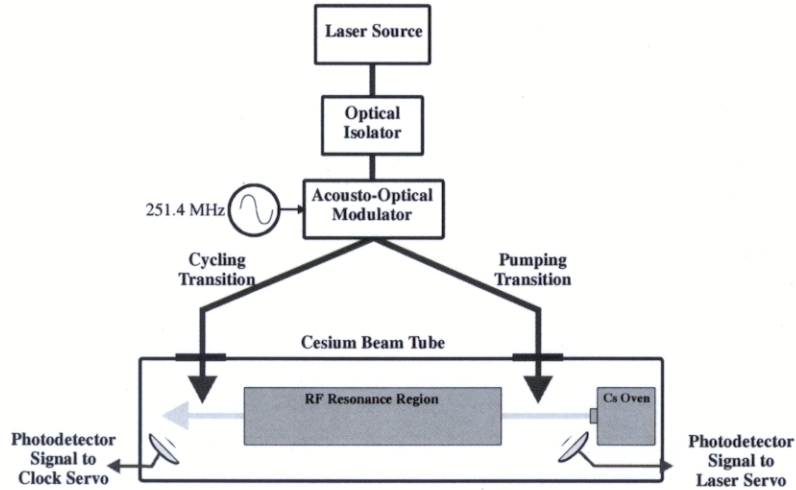 Laser Source
Optical
Isolator
Acousto-Optical
Modulator
251.4 MHz
Cycling
Transition
Pumping
Transition
Cesium Beam Tube
RF Resonance Region
Cs Oven
Photodetector
Signal to
Clock Servo
Photodetector
Signal to
Laser Servo